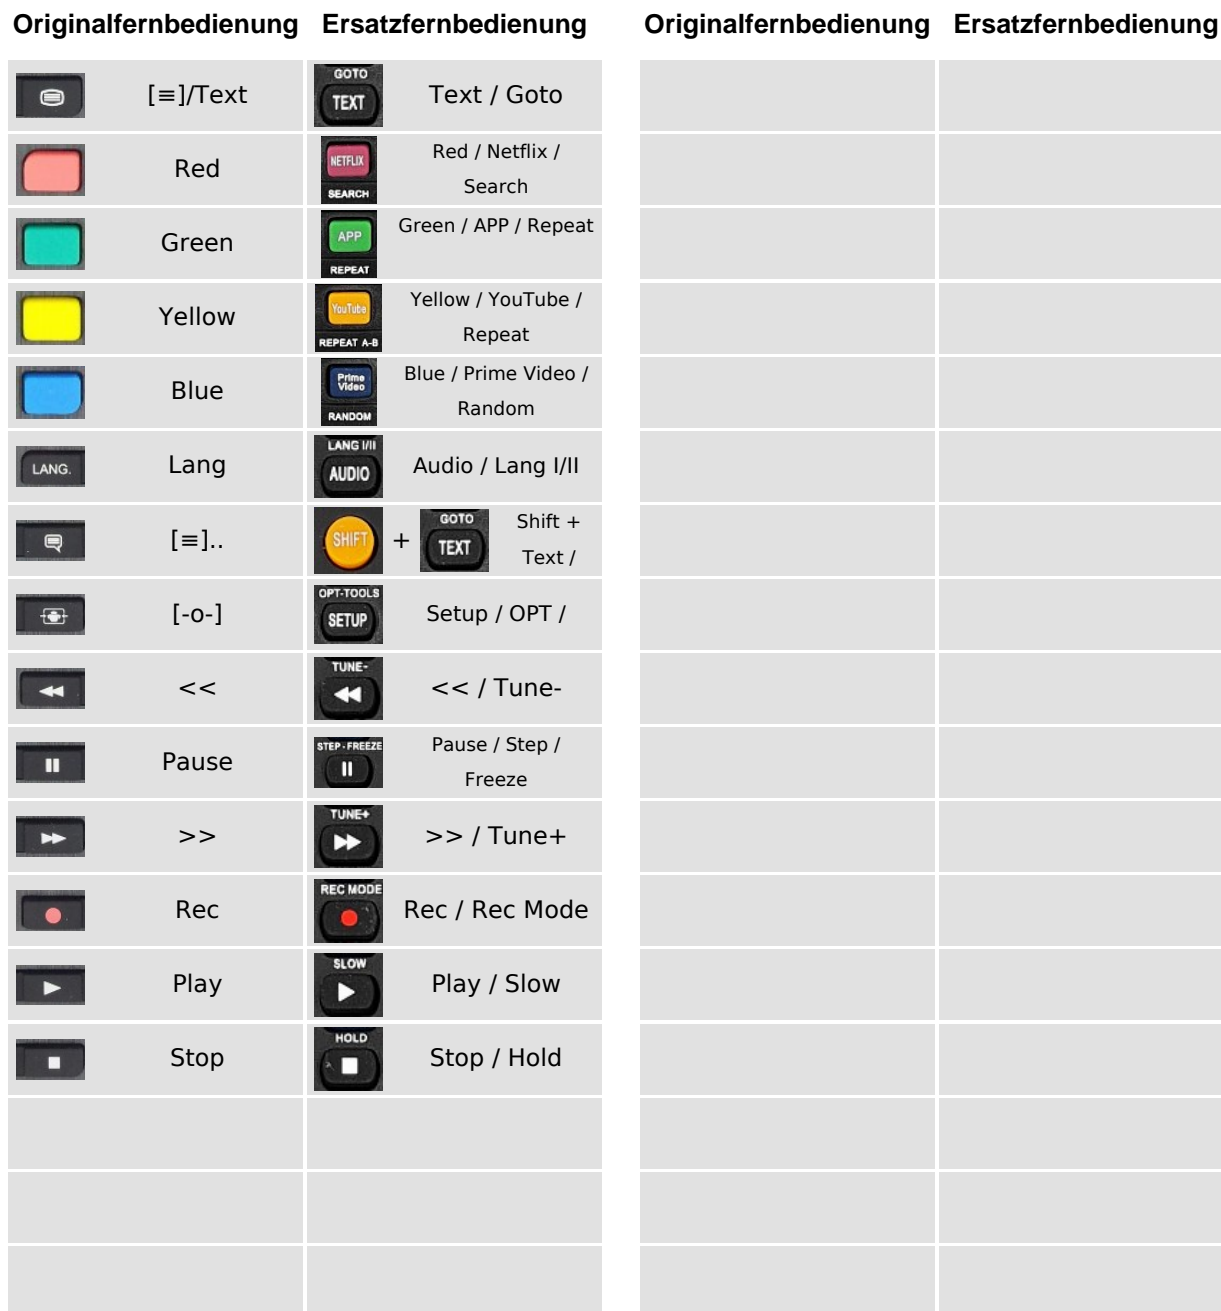 Originalfernbedienung Ersatzfernbedienung Originalfernbedienung Ersatzfernbedienung
[≡]/Text GOTO TEXT Text / Goto
Red NETFLIX SEARCH Red / Netflix / Search
Green APP REPEAT Green / APP / Repeat
Yellow YouTube REPEAT A-B Yellow / YouTube / Repeat
Blue Prime Video RANDOM Blue / Prime Video / Random
LANG. Lang LANG I/II AUDIO Audio / Lang I/II
[≡].. SHIFT + GOTO TEXT Shift + Text /
[-o-] OPT-TOOLS SETUP Setup / OPT /
<< TUNE- << / Tune-
Pause STEP-FREEZE Pause / Step / Freeze
>> TUNE+ >> / Tune+
Rec REC MODE Rec / Rec Mode
Play SLOW Play / Slow
Stop HOLD Stop / Hold